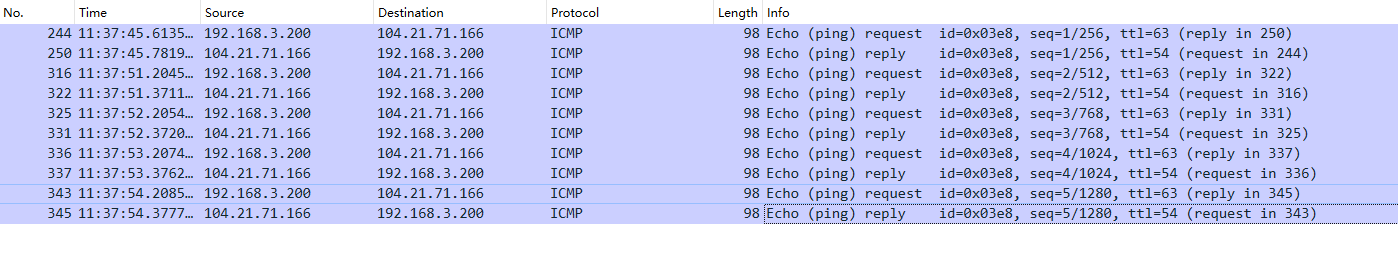 No. Time Source Destination Protocol Length Info
244 11:37:45.6135… 192.168.3.200 104.21.71.166 ICMP 98 Echo (ping) request id=0x03e8, seq=1/256, ttl=63 (reply in 250)
250 11:37:45.7819… 104.21.71.166 192.168.3.200 ICMP 98 Echo (ping) reply id=0x03e8, seq=1/256, ttl=54 (request in 244)
316 11:37:51.2045… 192.168.3.200 104.21.71.166 ICMP 98 Echo (ping) request id=0x03e8, seq=2/512, ttl=63 (reply in 322)
322 11:37:51.3711… 104.21.71.166 192.168.3.200 ICMP 98 Echo (ping) reply id=0x03e8, seq=2/512, ttl=54 (request in 316)
325 11:37:52.2054… 192.168.3.200 104.21.71.166 ICMP 98 Echo (ping) request id=0x03e8, seq=3/768, ttl=63 (reply in 331)
331 11:37:52.3720… 104.21.71.166 192.168.3.200 ICMP 98 Echo (ping) reply id=0x03e8, seq=3/768, ttl=54 (request in 325)
336 11:37:53.2074… 192.168.3.200 104.21.71.166 ICMP 98 Echo (ping) request id=0x03e8, seq=4/1024, ttl=63 (reply in 337)
337 11:37:53.3762… 104.21.71.166 192.168.3.200 ICMP 98 Echo (ping) reply id=0x03e8, seq=4/1024, ttl=54 (request in 336)
343 11:37:54.2085… 192.168.3.200 104.21.71.166 ICMP 98 Echo (ping) request id=0x03e8, seq=5/1280, ttl=63 (reply in 345)
345 11:37:54.3777… 104.21.71.166 192.168.3.200 ICMP 98 Echo (ping) reply id=0x03e8, seq=5/1280, ttl=54 (request in 343)